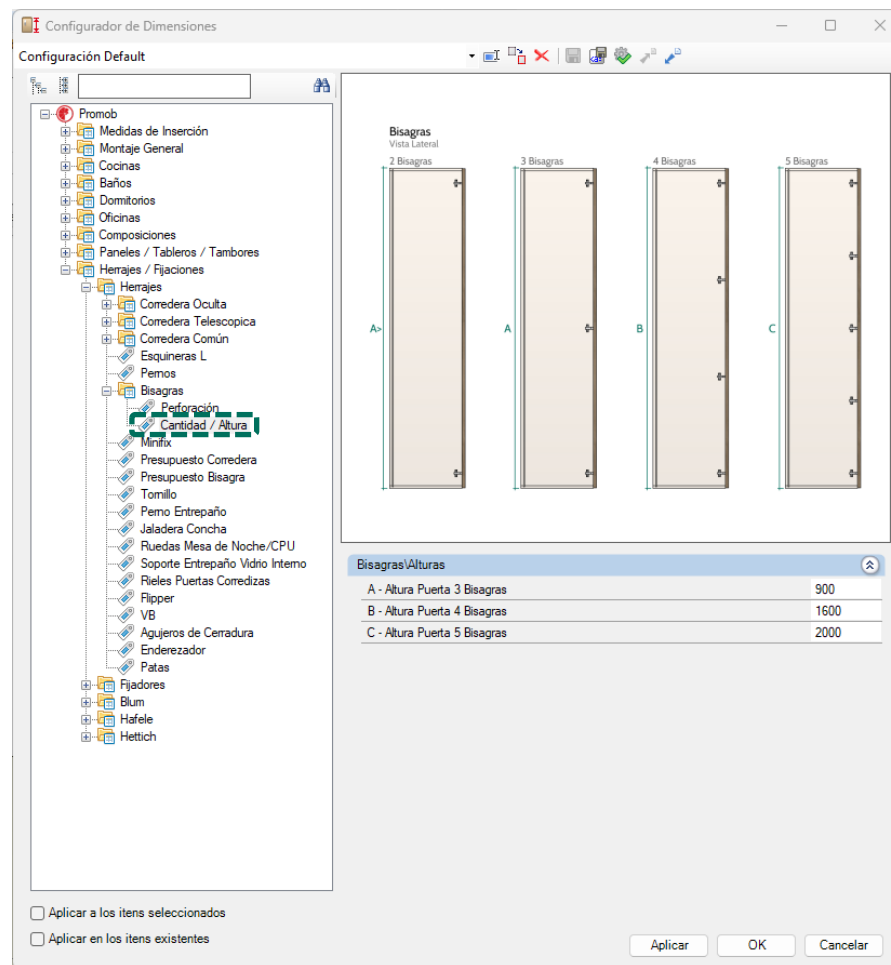 Configurador de Dimensiones
Configuración Default
Promob
Medidas de Inserción
Montaje General
Cocinas
Baños
Dormitorios
Oficinas
Composiciones
Paneles / Tableros / Tambores
Herrajes / Fijaciones
Herrajes
Corredera Oculta
Corredera Telescopica
Corredera Común
Esquineras L
Pernos
Bisagras
Perforación
Cantidad / Altura
Minifix
Presupuesto Corredera
Presupuesto Bisagra
Tornillo
Perno Entrepaño
Jaladera Concha
Ruedas Mesa de Noche/CPU
Soporte Entrepaño Vidrio Interno
Rieles Puertas Corredizas
Flipper
VB
Agujeros de Cerradura
Enderezador
Patas
Fijadores
Blum
Hafele
Hettich
Bisagras
Vista Lateral
2 Bisagras 3 Bisagras 4 Bisagras 5 Bisagras
A> A B C
Bisagras\Alturas
A - Altura Puerta 3 Bisagras 900
B - Altura Puerta 4 Bisagras 1600
C - Altura Puerta 5 Bisagras 2000
Aplicar a los itens seleccionados
Aplicar en los itens existentes
Aplicar OK Cancelar